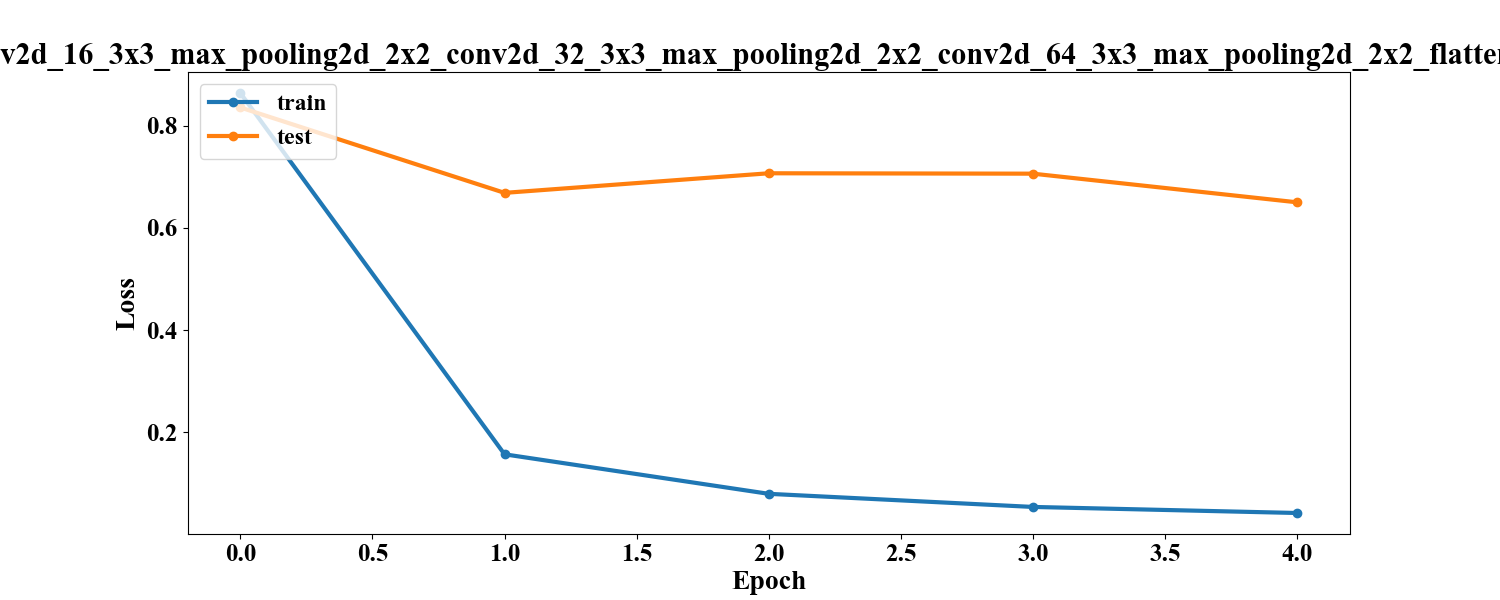 v2d_16_3x3_max_pooling2d_2x2_conv2d_32_3x3_max_pooling2d_2x2_conv2d_64_3x3_max_pooling2d_2x2_flatte
train
test
0.8
0.6
0.4
0.2
Loss
0.0 0.5 1.0 1.5 2.0 2.5 3.0 3.5 4.0
Epoch